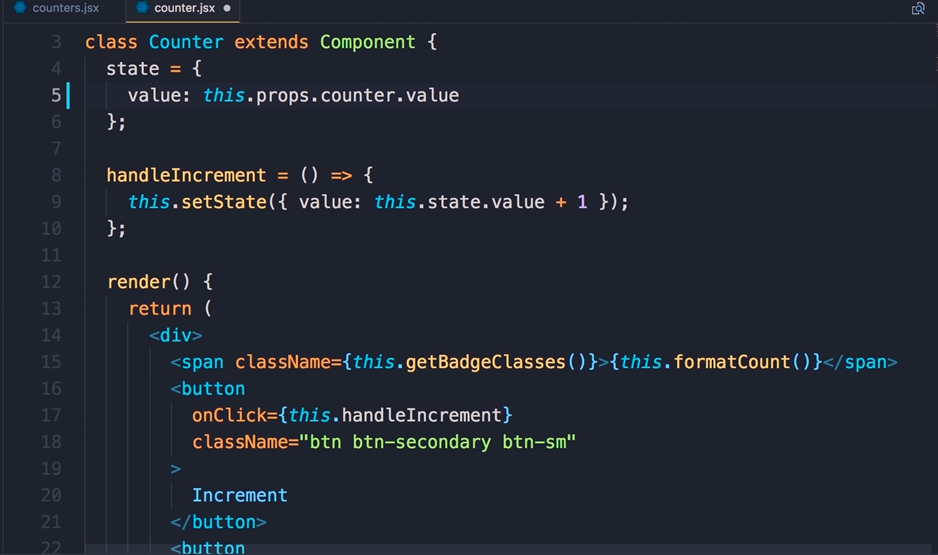 counters.jsx counter.jsx
3 class Counter extends Component {
4 state = {
5 value: this.props.counter.value
6 };
7
8 handleIncrement = () => {
9 this.setState({ value: this.state.value + 1 });
10 };
11
12 render() {
13 return (
14 <div>
15 <span className={this.getBadgeClasses()}>{this.formatCount()}</span>
16 <button
17 onClick={this.handleIncrement}
18 className="btn btn-secondary btn-sm"
19 >
20 Increment
21 </button>
22 <button